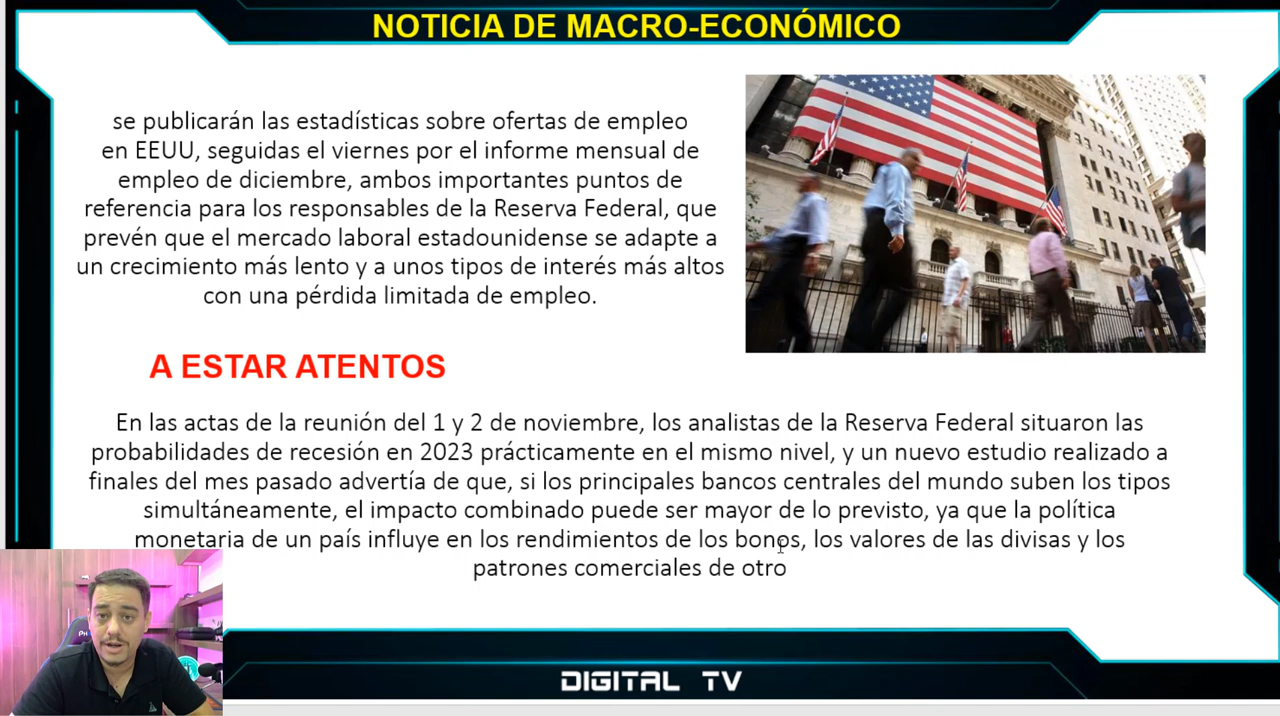 NOTICIA DE MACRO-ECONÓMICO
se publicarán las estadísticas sobre ofertas de empleo
en EEUU, seguidas el viernes por el informe mensual de
empleo de diciembre, ambos importantes puntos de
referencia para los responsables de la Reserva Federal, que
prevén que el mercado laboral estadounidense se adapte a
un crecimiento más lento y a unos tipos de interés más altos
con una pérdida limitada de empleo.
A ESTAR ATENTOS
En las actas de la reunión del 1 y 2 de noviembre, los analistas de la Reserva Federal situaron las
probabilidades de recesión en 2023 prácticamente en el mismo nivel, y un nuevo estudio realizado a
finales del mes pasado advertía de que, si los principales bancos centrales del mundo suben los tipos
simultáneamente, el impacto combinado puede ser mayor de lo previsto, ya que la política
monetaria de un país influye en los rendimientos de los bonos, los valores de las divisas y los
patrones comerciales de otro
DIGITAL TV